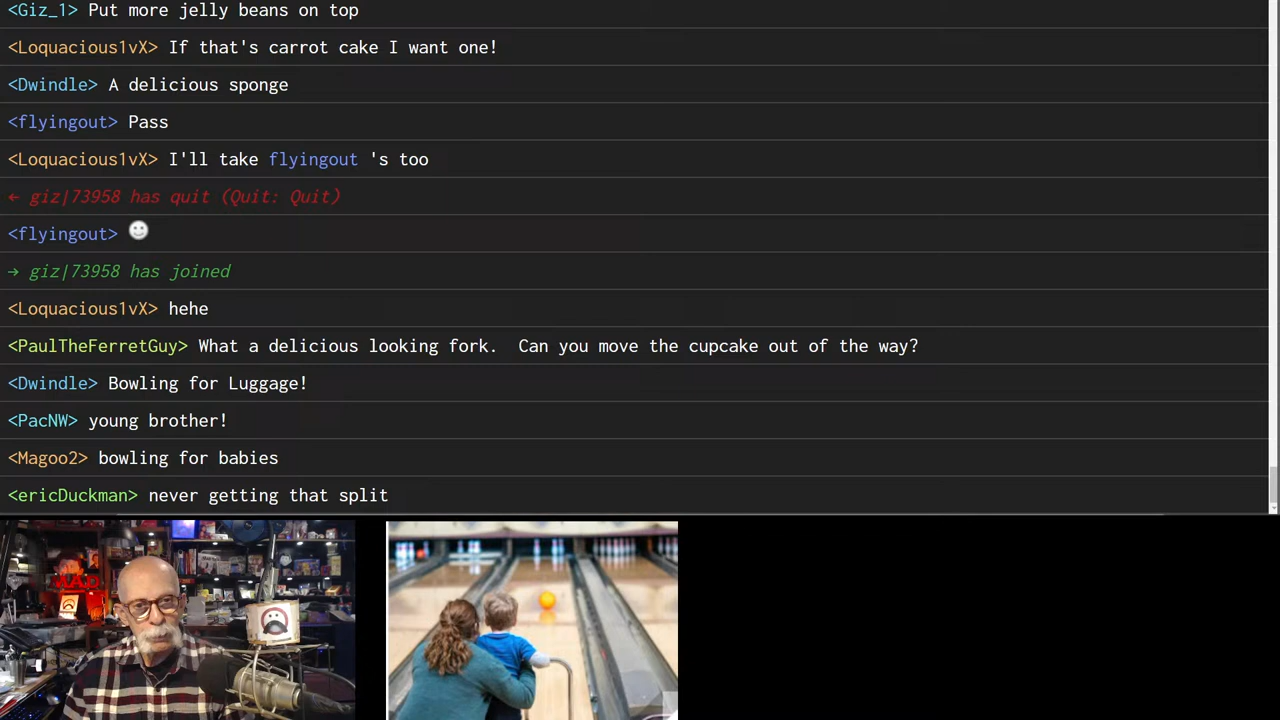 <Giz_1> Put more jelly beans on top
<Loquacious1vX> If that's carrot cake I want one!
<Dwindle> A delicious sponge
<flyingout> Pass
<Loquacious1vX> I'll take flyingout 's too
← giz|73958 has quit (Quit: Quit)
<flyingout>
→ giz|73958 has joined
<Loquacious1vX> hehe
<PaulTheFerretGuy> What a delicious looking fork.  Can you move the cupcake out of the way?
<Dwindle> Bowling for Luggage!
<PacNW> young brother!
<Magoo2> bowling for babies
<ericDuckman> never getting that split
MAD